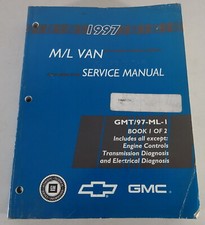 1997
M/L VAN
SERVICE MANUAL
GMT/97-ML-1
BOOK 1 OF 2
Includes all except:
Engine Controls
Transmission Diagnosis
and Electrical Diagnosis
GMC